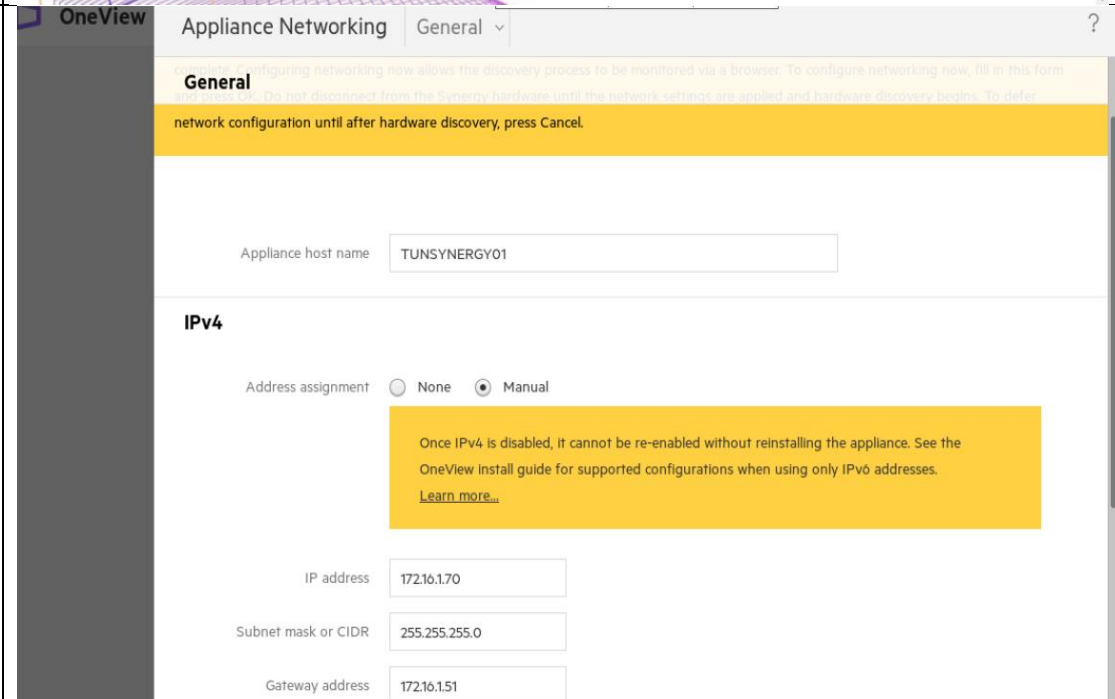 OneView
Appliance Networking General
?
complete. Configuring networking now allows the discovery process to be monitored via a browser. To configure networking now, fill in this form
General
and press OK. Do not disconnect from the Synergy hardware until the network settings are applied and hardware discovery begins. To defer
network configuration until after hardware discovery, press Cancel.
Appliance host name TUNSYNERGY01
IPv4
Address assignment None Manual
Once IPv4 is disabled, it cannot be re-enabled without reinstalling the appliance. See the
OneView install guide for supported configurations when using only IPv6 addresses.
Learn more...
IP address 172.16.1.70
Subnet mask or CIDR 255.255.255.0
Gateway address 172.16.1.51